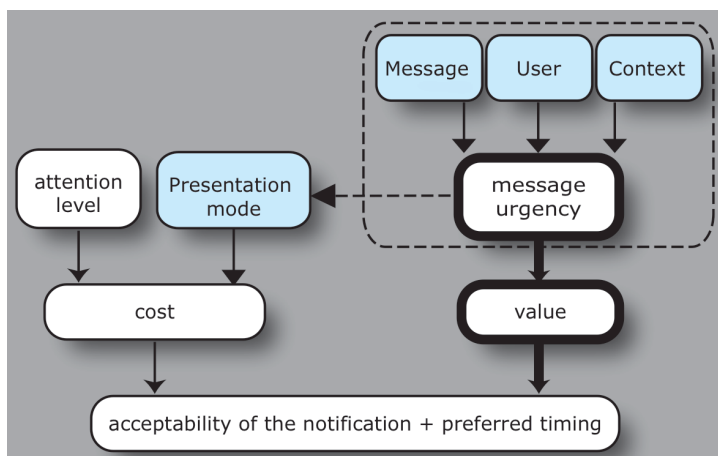 Message
User
Context
attention
level
Presentation
mode
message
urgency
cost
value
acceptability of the notification + preferred timing